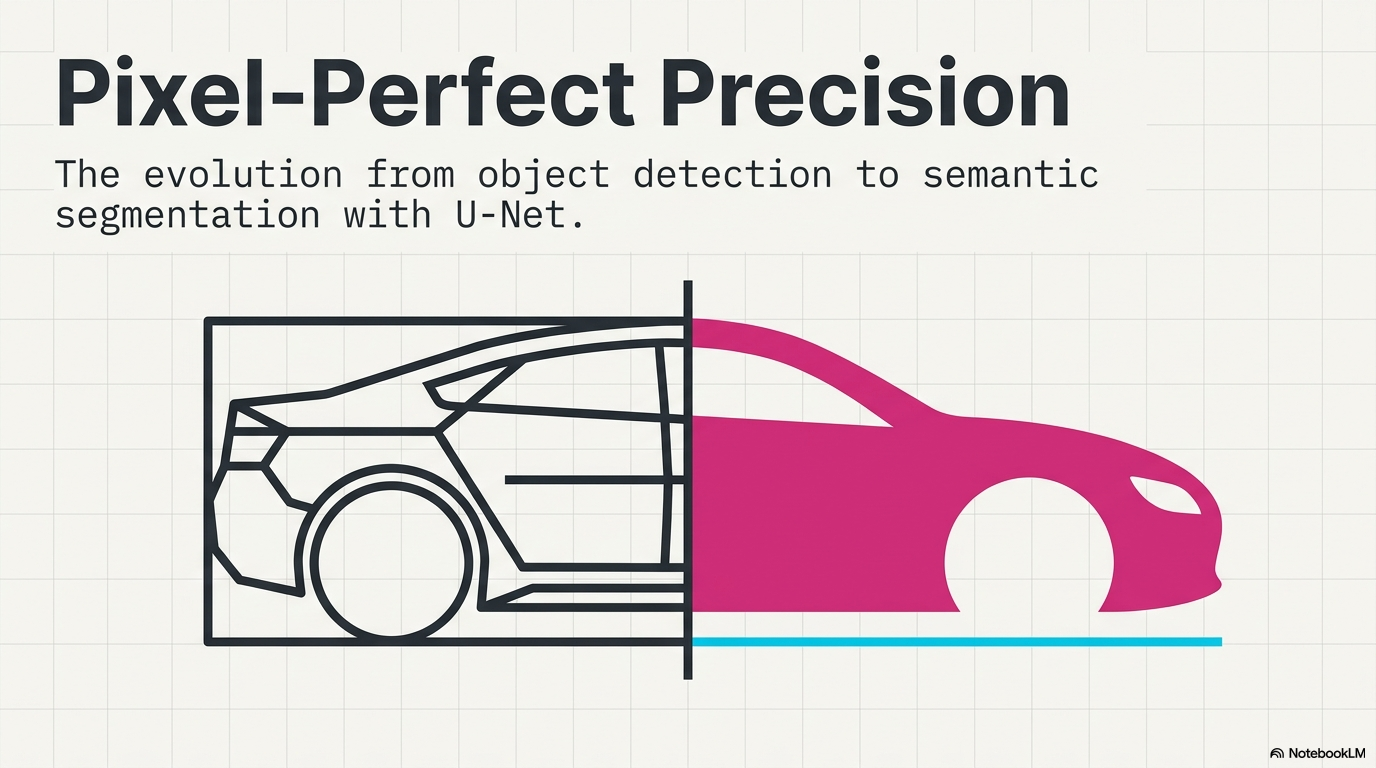 Pixel-Perfect Precision
The evolution from object detection to semantic
segmentation with U-Net.
NotebookLM